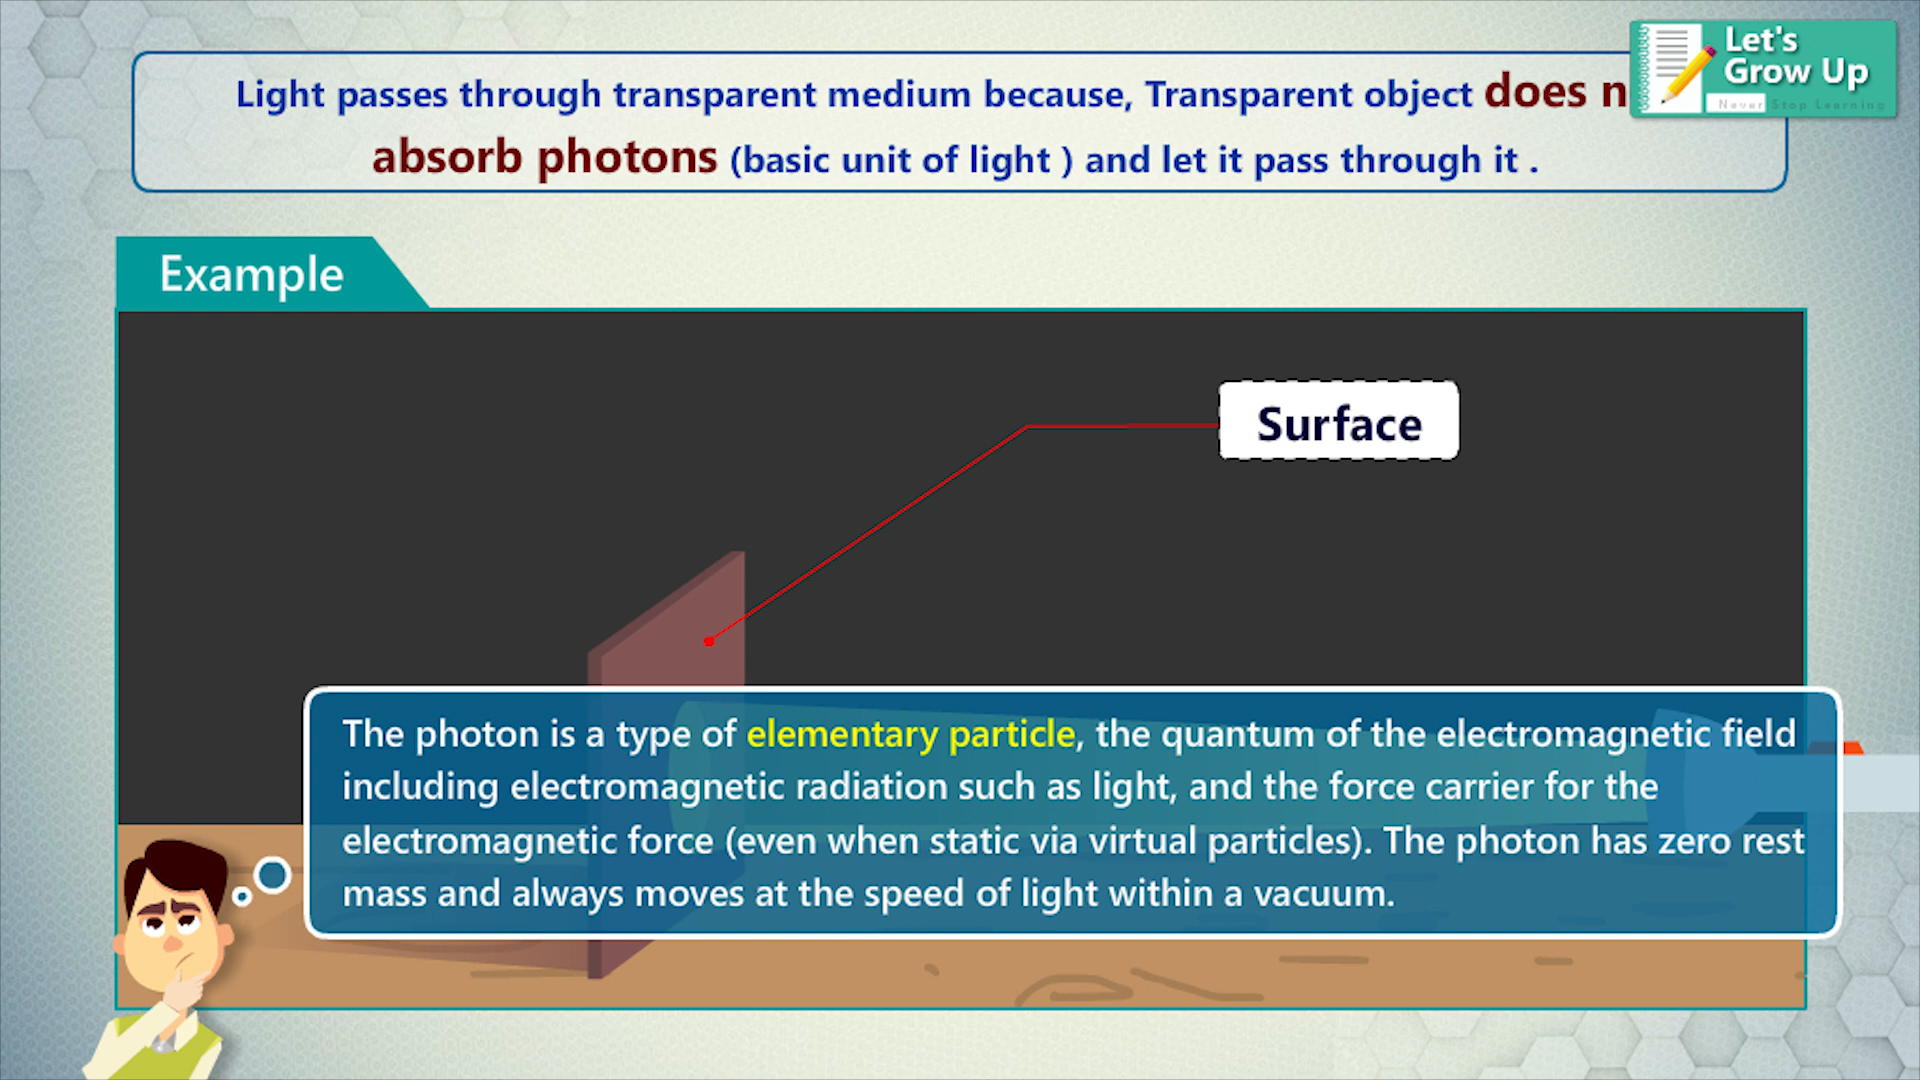 Let's
Grow Up
Never Stop Learning
Light passes through transparent medium because, Transparent object does n
absorb photons (basic unit of light ) and let it pass through it .
Example
Surface
The photon is a type of elementary particle, the quantum of the electromagnetic field
including electromagnetic radiation such as light, and the force carrier for the
electromagnetic force (even when static via virtual particles). The photon has zero rest
mass and always moves at the speed of light within a vacuum.